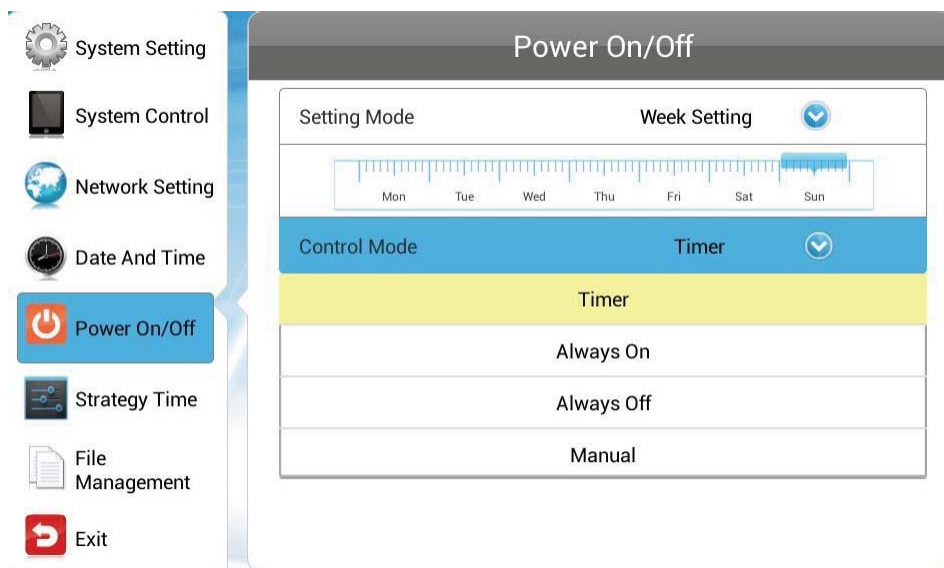 System Setting
System Control
Network Setting
Date And Time
Power On/Off
Strategy Time
File
Management
Exit
Power On/Off
Setting Mode Week Setting
Mon Tue Wed Thu Fri Sat Sun
Control Mode Timer
Timer
Always On
Always Off
Manual